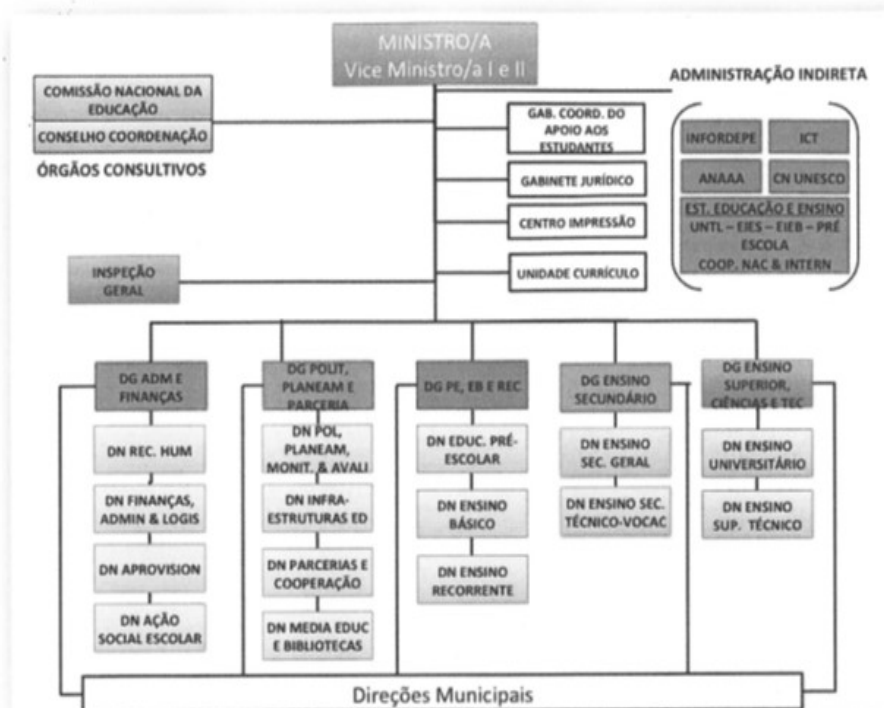 MINISTRO/A
Vice Ministro/a I e II
ADMINISTRAÇÃO INDIRETA
COMISSÃO NACIONAL DA
EDUCAÇÃO
CONSELHO COORDENAÇÃO
ÓRGÃOS CONSULTIVOS
GAB. COORD. DO
APOIO AOS
ESTUDANTES
GABINETE JURÍDICO
CENTRO IMPRESSÃO
UNIDADE CURRÍCULO
INFORDEPE
ICT
ANAAA
CN UNESCO
EST. EDUCAÇÃO E ENSINO
UNTL – EIES – EIEB – PRÉ
ESCOLA
COOP. NAC & INTERN
INSPEÇÃO
GERAL
DG ADM E
FINANÇAS
DN REC. HUM
DN FINANÇAS,
ADMIN & LOGIS
DN APROVISION
DN AÇÃO
SOCIAL ESCOLAR
DG POLIT,
PLANEAM E
PARCERIA
DN POL,
PLANEAM,
MONIT. & AVALI
DN INFRA-
ESTRUTURAS ED
DN PARCERIAS E
COOPERAÇÃO
DN MEDIA EDUC
E BIBLIOTECAS
DG PE, EB E REC
DN EDUC. PRÉ-
ESCOLAR
DN ENSINO
BÁSICO
DN ENSINO
RECORRENTE
DG ENSINO
SECUNDÁRIO
DN ENSINO
SEC. GERAL
DN ENSINO SEC.
TÉCNICO-VOCAC
DG ENSINO
SUPERIOR,
CIÊNCIAS E TEC
DN ENSINO
UNIVERSITÁRIO
DN ENSINO
SUP. TÉCNICO
Direções Municipais